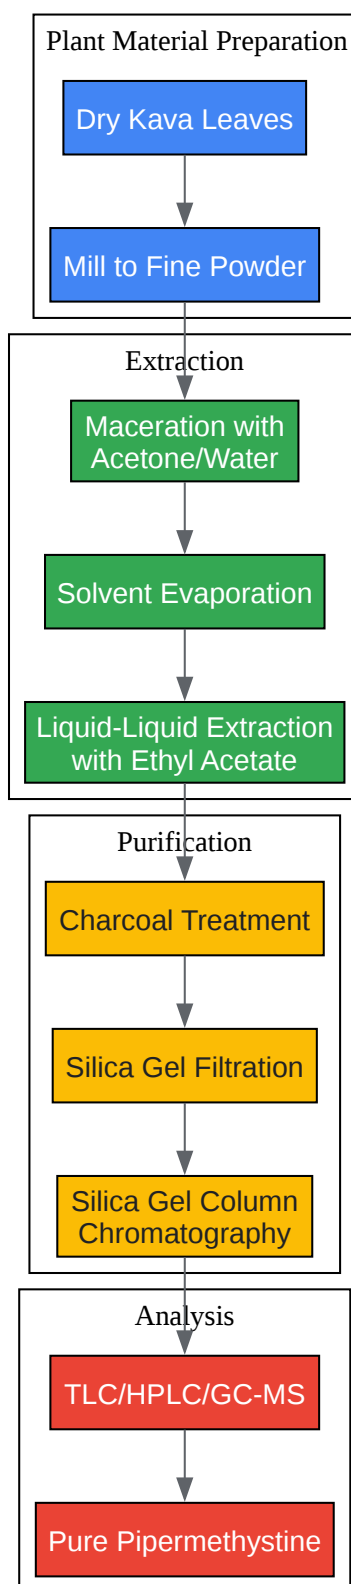 Plant Material Preparation
Dry Kava Leaves
Mill to Fine Powder
Extraction
Maceration with
Acetone/Water
Solvent Evaporation
Liquid-Liquid Extraction
with Ethyl Acetate
Purification
Charcoal Treatment
Silica Gel Filtration
Silica Gel Column
Chromatography
Analysis
TLC/HPLC/GC-MS
Pure Pipermethystine